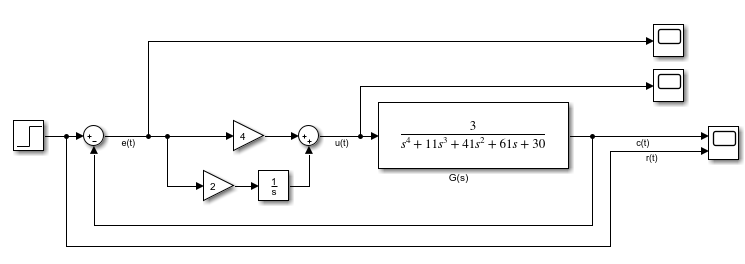 e(t)
4
u(t)
3
s⁴ + 11s³ + 41s² + 61s + 30
G(s)
2
1
s
c(t)
r(t)